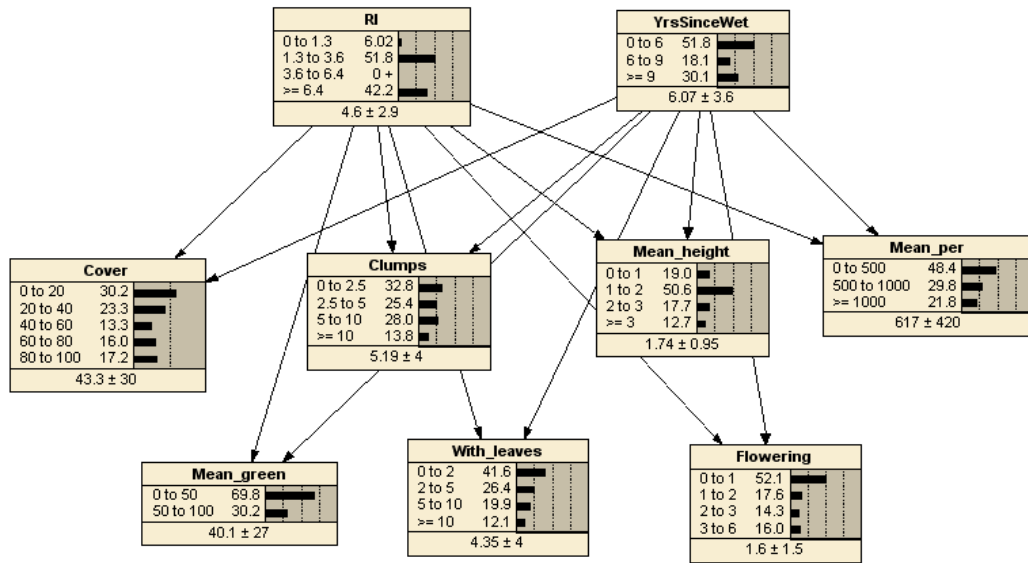 RI
0 to 1.3 6.02
1.3 to 3.6 51.8
3.6 to 6.4 0 +
>= 6.4 42.2
4.6 ± 2.9
YrsSinceWet
0 to 6 51.8
6 to 9 18.1
>= 9 30.1
6.07 ± 3.6
Cover
0 to 20 30.2
20 to 40 23.3
40 to 60 13.3
60 to 80 16.0
80 to 100 17.2
43.3 ± 30
Clumps
0 to 2.5 32.8
2.5 to 5 25.4
5 to 10 28.0
>= 10 13.8
5.19 ± 4
Mean_height
0 to 1 19.0
1 to 2 50.6
2 to 3 17.7
>= 3 12.7
1.74 ± 0.95
Mean_per
0 to 500 48.4
500 to 1000 29.8
>= 1000 21.8
617 ± 420
Mean_green
0 to 50 69.8
50 to 100 30.2
40.1 ± 27
With_leaves
0 to 2 41.6
2 to 5 26.4
5 to 10 19.9
>= 10 12.1
4.35 ± 4
Flowering
0 to 1 52.1
1 to 2 17.6
2 to 3 14.3
3 to 6 16.0
1.6 ± 1.5